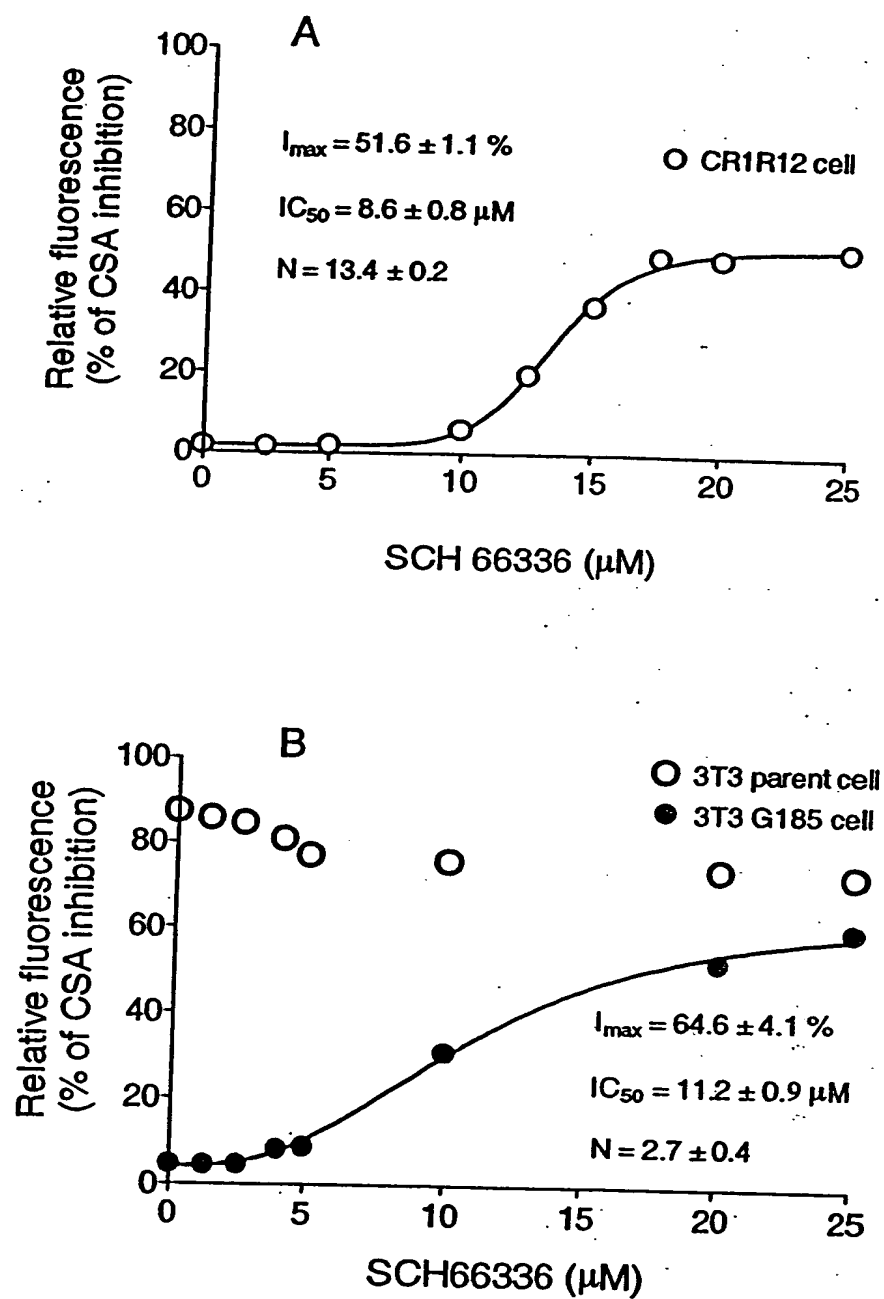 A
Relative fluorescence
(% of CSA inhibition)
100
80
60
40
20
0
Imax = 51.6 ± 1.1 %
IC50 = 8.6 ± 0.8 μM
N = 13.4 ± 0.2
CR1R12 cell
0 5 10 15 20 25
SCH 66336 (μM)
B
Relative fluorescence
(% of CSA inhibition)
100
80
60
40
20
0
3T3 parent cell
3T3 G185 cell
Imax = 64.6 ± 4.1 %
IC50 = 11.2 ± 0.9 μM
N = 2.7 ± 0.4
0 5 10 15 20 25
SCH66336 (μM)